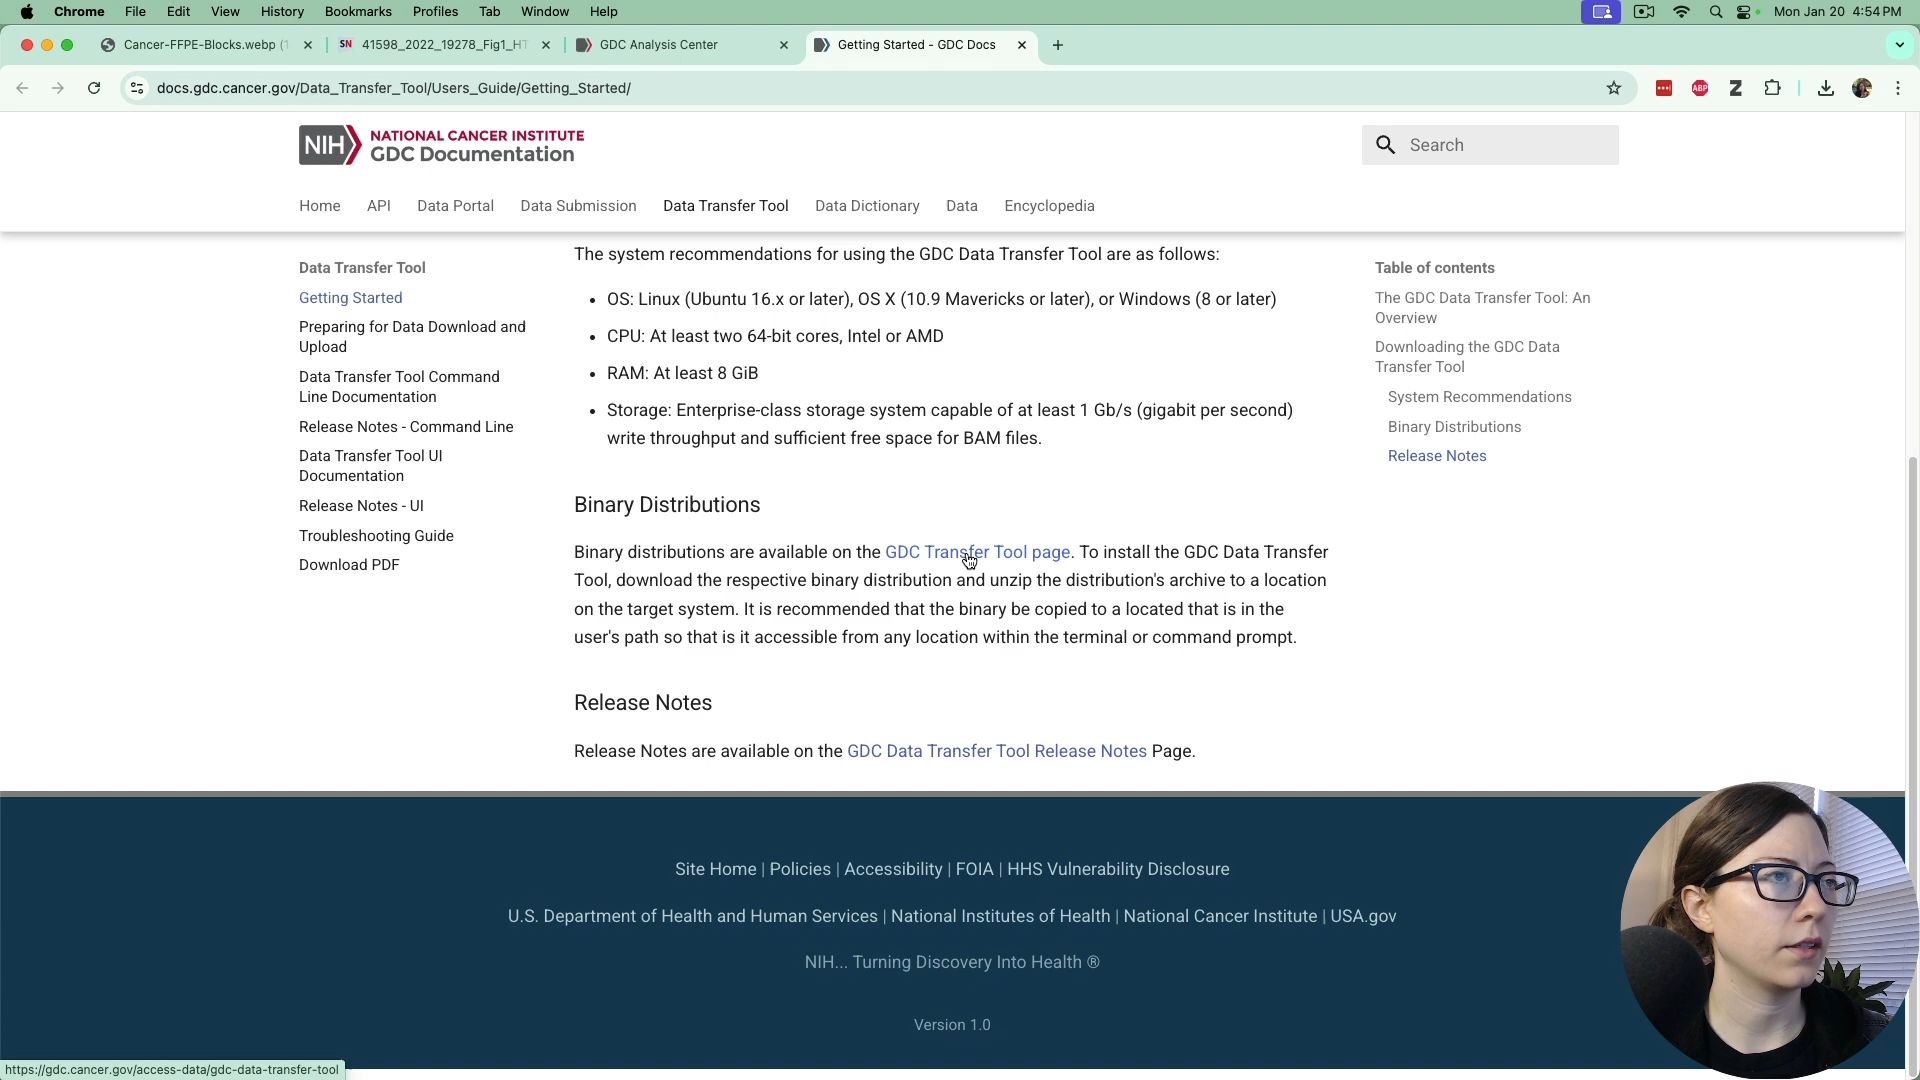 Chrome File Edit View History Bookmarks Profiles Tab Window Help Mon Jan 20 4:54 PM
Cancer-FFPE-Blocks.webp (1
SN 41598_2022_19278_Fig1_HT
GDC Analysis Center
Getting Started - GDC Docs
docs.gdc.cancer.gov/Data_Transfer_Tool/Users_Guide/Getting_Started/
ABP
Z
NIH NATIONAL CANCER INSTITUTE
GDC Documentation
Search
Home API Data Portal Data Submission Data Transfer Tool Data Dictionary Data Encyclopedia
Data Transfer Tool
Getting Started
Preparing for Data Download and
Upload
Data Transfer Tool Command
Line Documentation
Release Notes - Command Line
Data Transfer Tool UI
Documentation
Release Notes - UI
Troubleshooting Guide
Download PDF
The system recommendations for using the GDC Data Transfer Tool are as follows:
• OS: Linux (Ubuntu 16.x or later), OS X (10.9 Mavericks or later), or Windows (8 or later)
• CPU: At least two 64-bit cores, Intel or AMD
• RAM: At least 8 GiB
• Storage: Enterprise-class storage system capable of at least 1 Gb/s (gigabit per second)
write throughput and sufficient free space for BAM files.
Binary Distributions
Binary distributions are available on the GDC Transfer Tool page. To install the GDC Data Transfer
Tool, download the respective binary distribution and unzip the distribution's archive to a location
on the target system. It is recommended that the binary be copied to a located that is in the
user's path so that is it accessible from any location within the terminal or command prompt.
Release Notes
Release Notes are available on the GDC Data Transfer Tool Release Notes Page.
Table of contents
The GDC Data Transfer Tool: An
Overview
Downloading the GDC Data
Transfer Tool
System Recommendations
Binary Distributions
Release Notes
Site Home | Policies | Accessibility | FOIA | HHS Vulnerability Disclosure
U.S. Department of Health and Human Services | National Institutes of Health | National Cancer Institute | USA.gov
NIH... Turning Discovery Into Health ®
Version 1.0
https://gdc.cancer.gov/access-data/gdc-data-transfer-tool